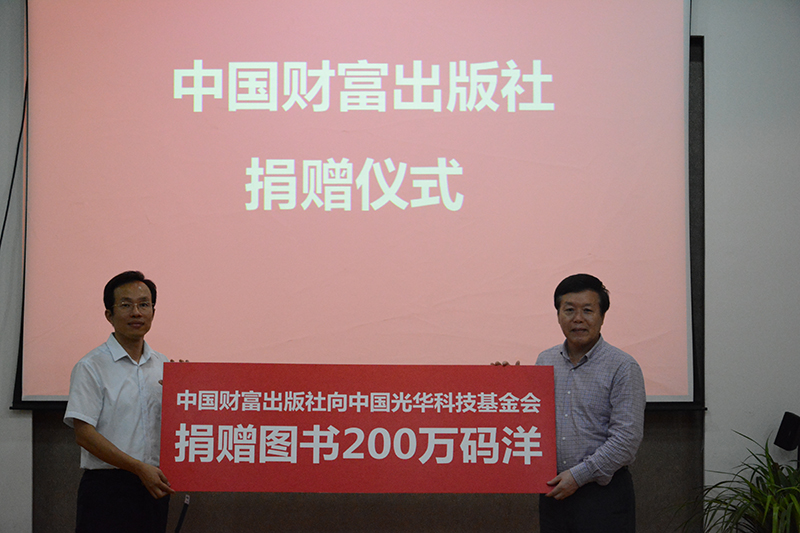 中国财富出版社
捐赠仪式
中国财富出版社向中国光华科技基金会
捐赠图书200万码洋